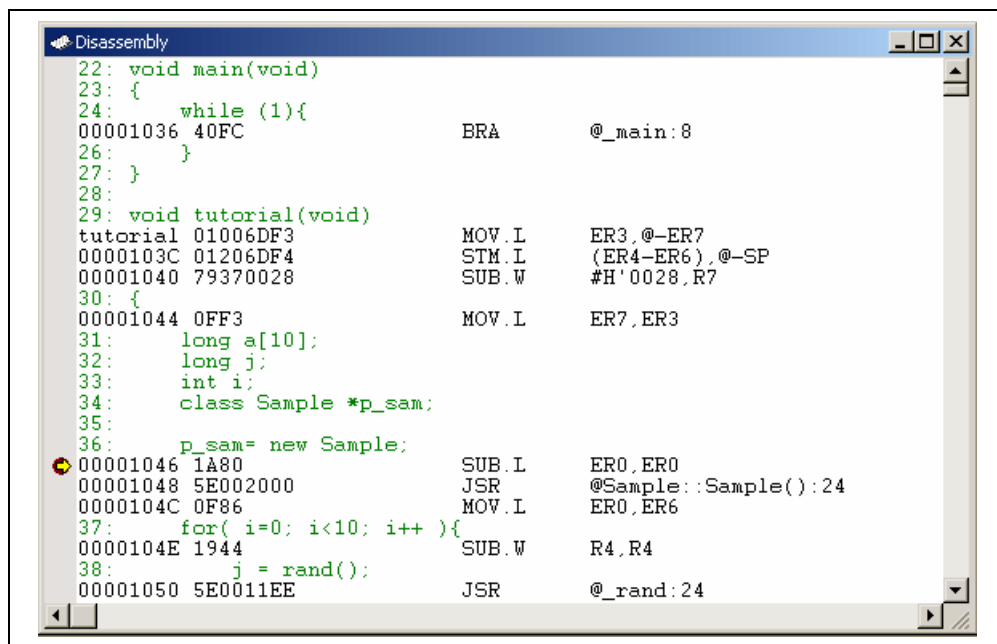 Disassembly
22: void main(void)
23: {
24: while (1){
00001036 40FC BRA @_main:8
26: }
27: }
28:
29: void tutorial(void)
tutorial 01006DF3 MOV.L ER3,@-ER7
0000103C 01206DF4 STM.L (ER4-ER6),@-SP
00001040 79370028 SUB.W #H'0028,R7
30: {
00001044 0FF3 MOV.L ER7,ER3
31: long a[10];
32: long j;
33: int i;
34: class Sample *p_sam;
35:
36: p_sam= new Sample;
00001046 1A80 SUB.L ER0,ER0
00001048 5E002000 JSR @Sample::Sample():24
0000104C 0F86 MOV.L ER0,ER6
37: for( i=0; i<10; i++ ){
0000104E 1944 SUB.W R4,R4
38: j = rand();
00001050 5E0011EE JSR @_rand:24